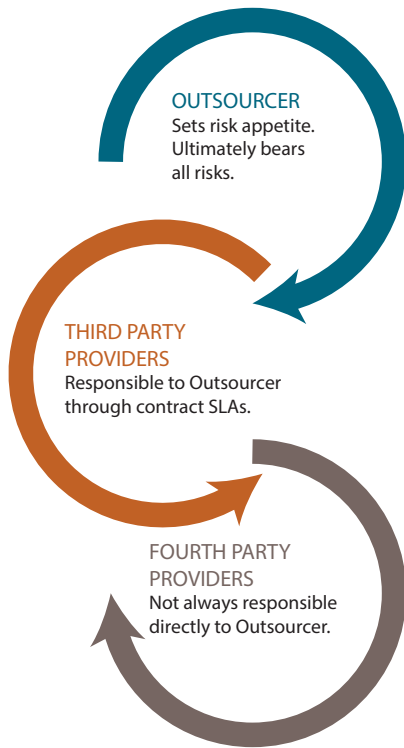 OUTSOURCER
Sets risk appetite.
Ultimately bears
all risks.
THIRD PARTY
PROVIDERS
Responsible to Outsourcer
through contract SLAs.
FOURTH PARTY
PROVIDERS
Not always responsible
directly to Outsourcer.